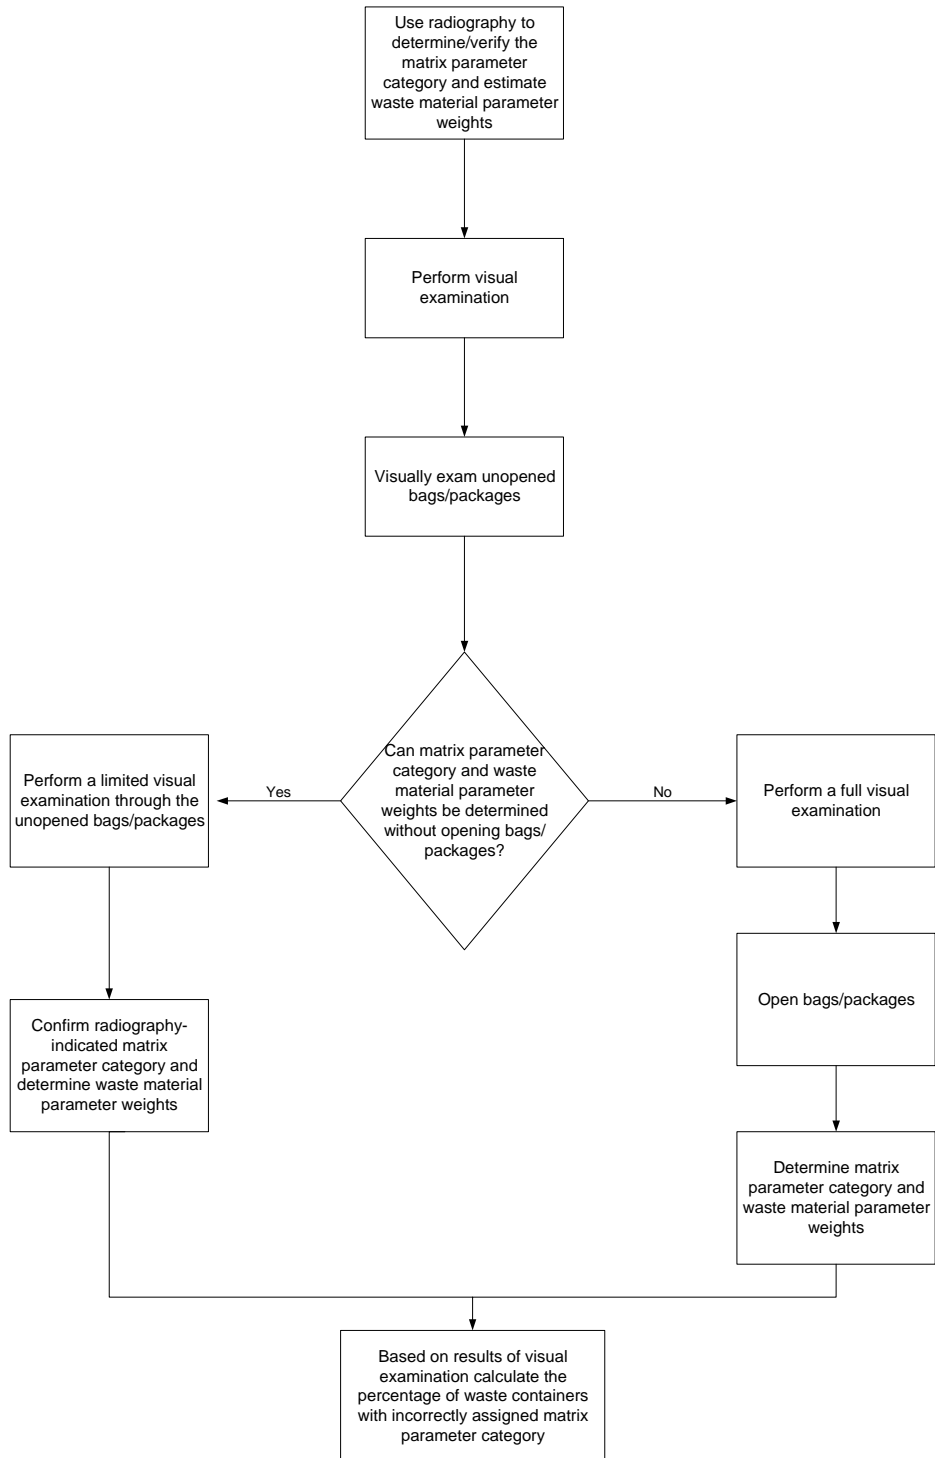 Use radiography to
determine/verify the
matrix parameter
category and estimate
waste material parameter
weights
Perform visual
examination
Visually exam unopened
bags/packages
Can matrix parameter
category and waste
material parameter
weights be determined
without opening bags/
packages?
Yes
No
Perform a limited visual
examination through the
unopened bags/packages
Confirm radiography-
indicated matrix
parameter category and
determine waste material
parameter weights
Perform a full visual
examination
Open bags/packages
Determine matrix
parameter category and
waste material parameter
weights
Based on results of visual
examination calculate the
percentage of waste containers
with incorrectly assigned matrix
parameter category